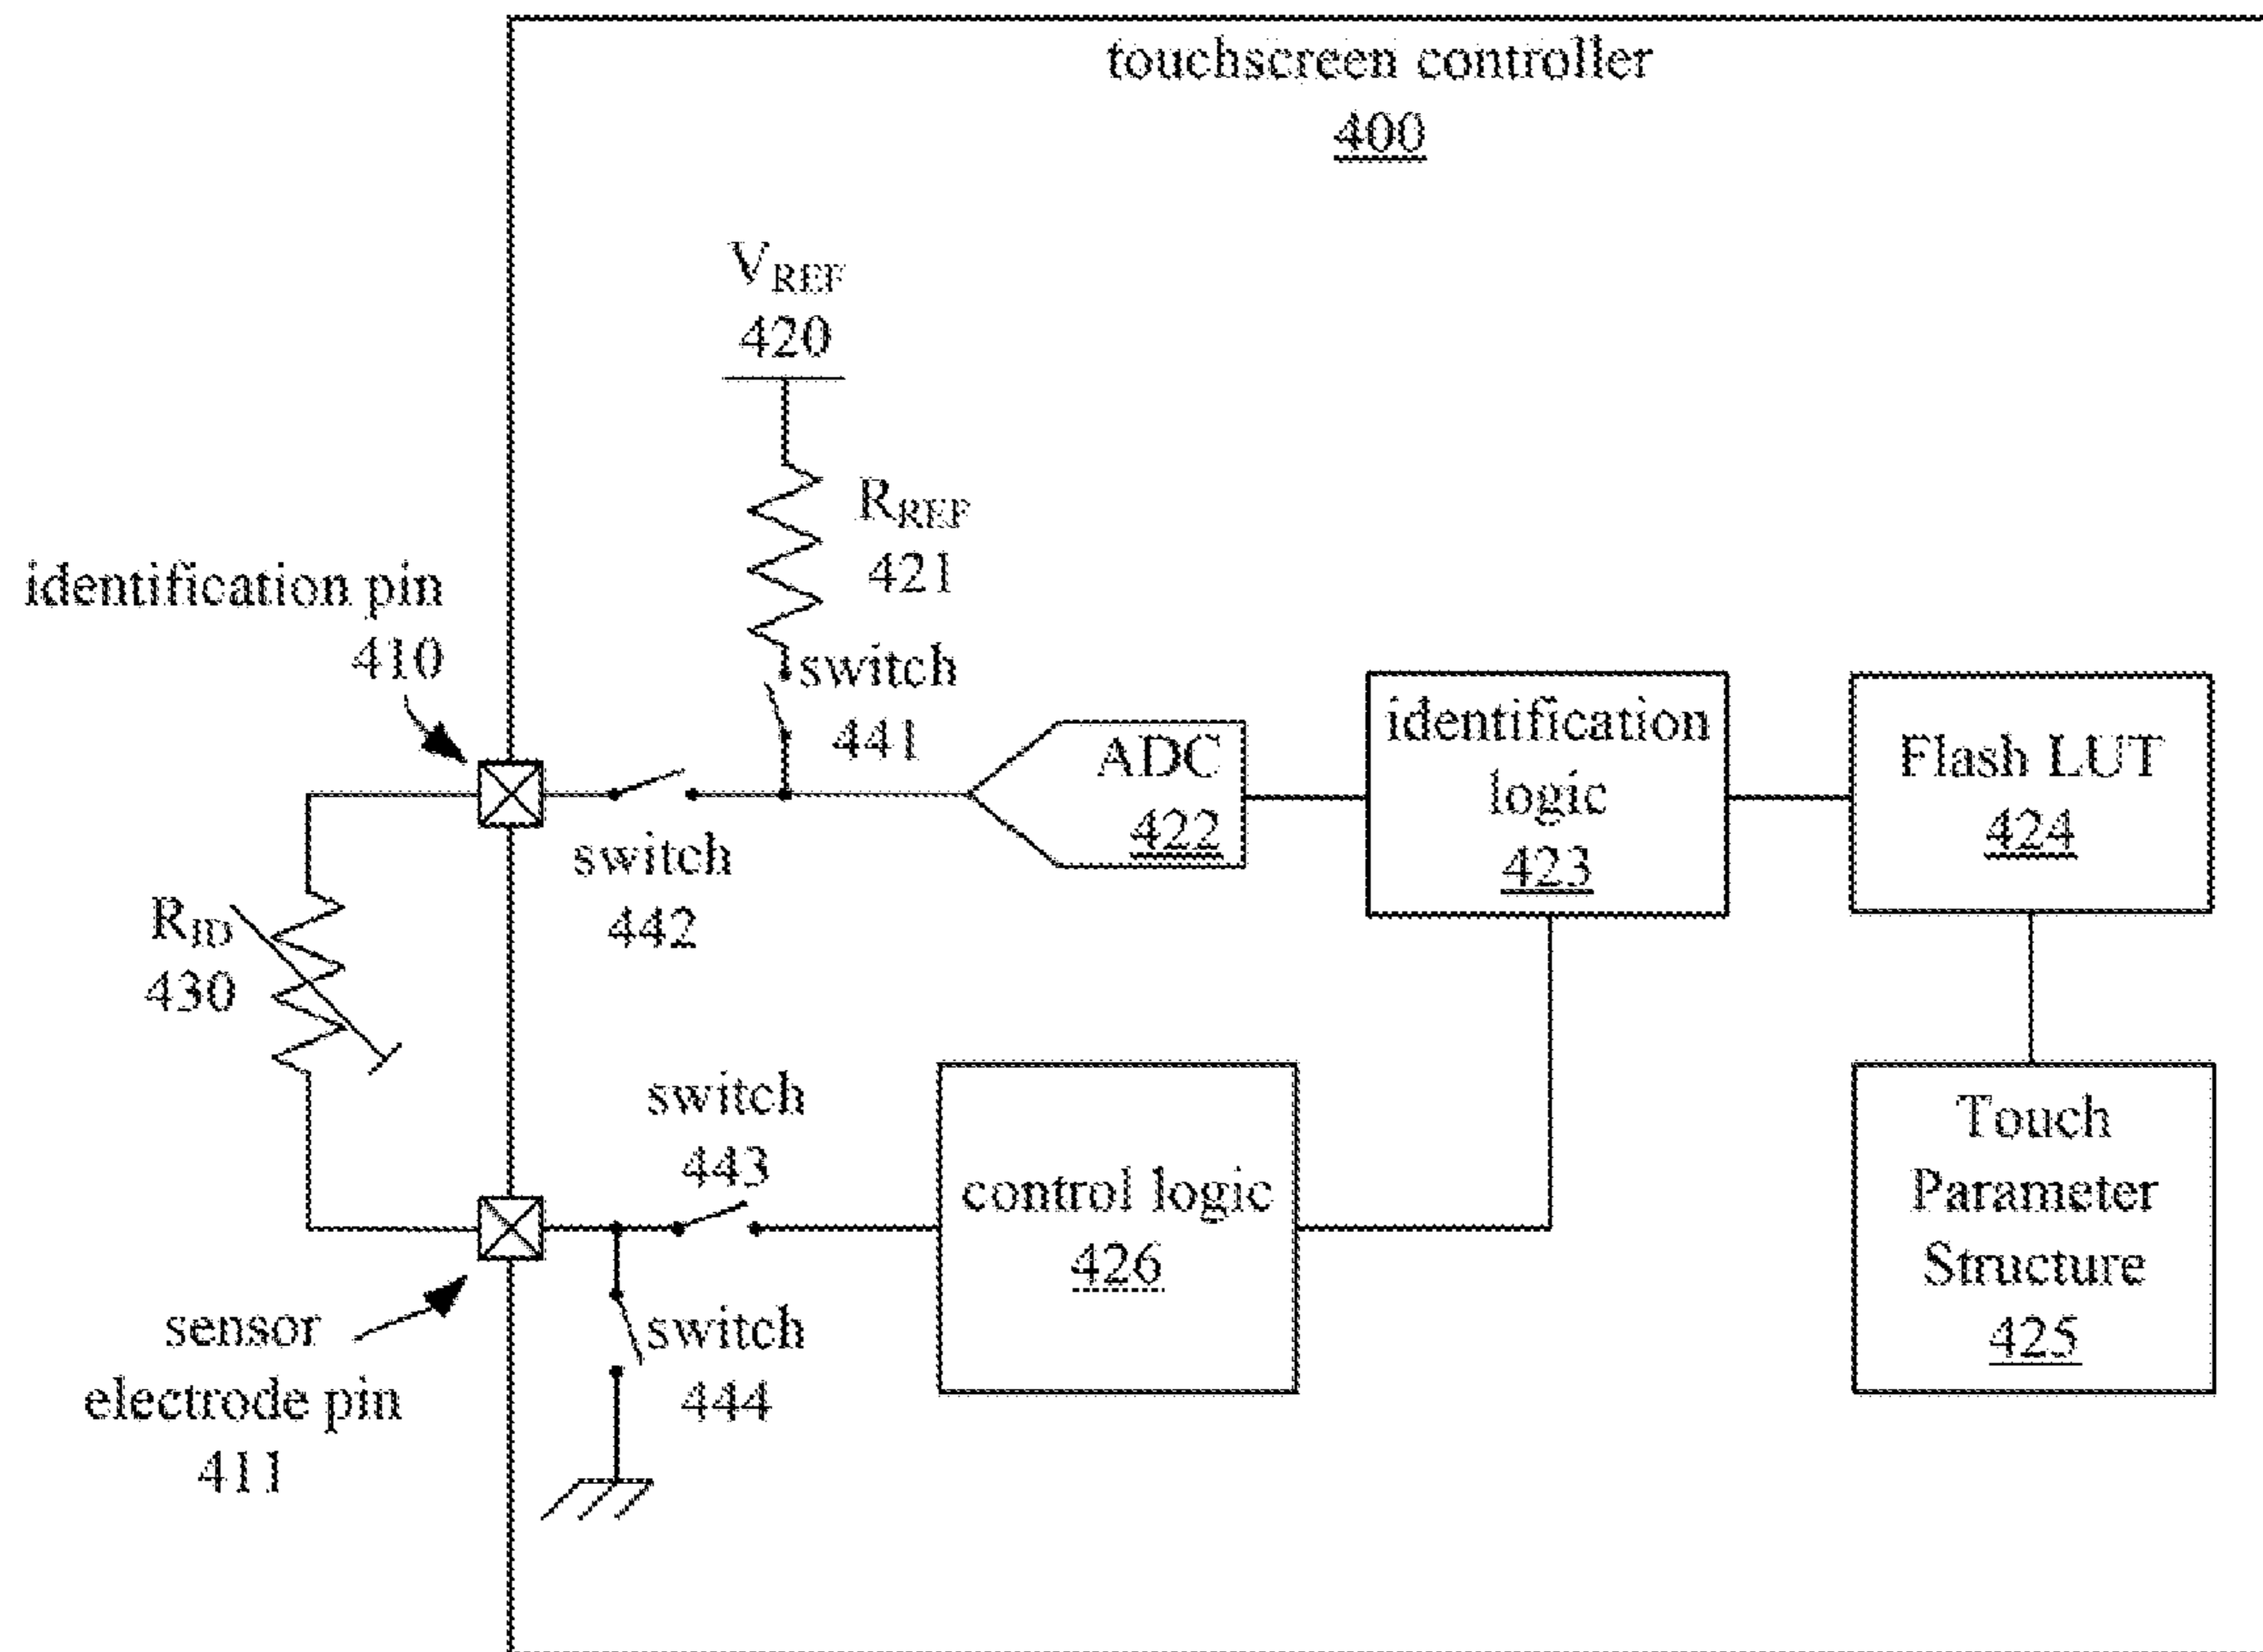 touchscreen controller
400
VREF
420
RREF
421
identification pin
410
switch
441
switch
442
ADC
422
identification
logic
423
Flash LUT
424
RID
430
switch
443
control logic
426
Touch
Parameter
Structure
425
sensor
electrode pin
411
switch
444